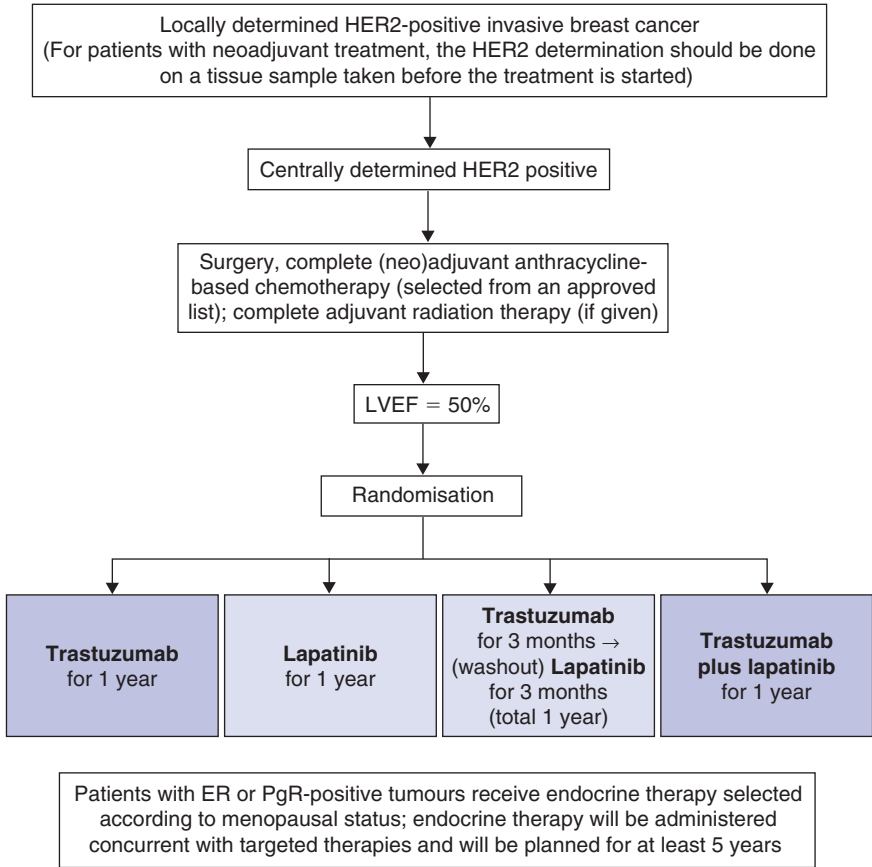 Locally determined HER2-positive invasive breast cancer
(For patients with neoadjuvant treatment, the HER2 determination should be done
on a tissue sample taken before the treatment is started)
Centrally determined HER2 positive
Surgery, complete (neo)adjuvant anthracycline-
based chemotherapy (selected from an approved
list); complete adjuvant radiation therapy (if given)
LVEF = 50%
Randomisation
Trastuzumab
for 1 year
Lapatinib
for 1 year
Trastuzumab
for 3 months →
(washout) Lapatinib
for 3 months
(total 1 year)
Trastuzumab
plus lapatinib
for 1 year
Patients with ER or PgR-positive tumours receive endocrine therapy selected
according to menopausal status; endocrine therapy will be administered
concurrent with targeted therapies and will be planned for at least 5 years